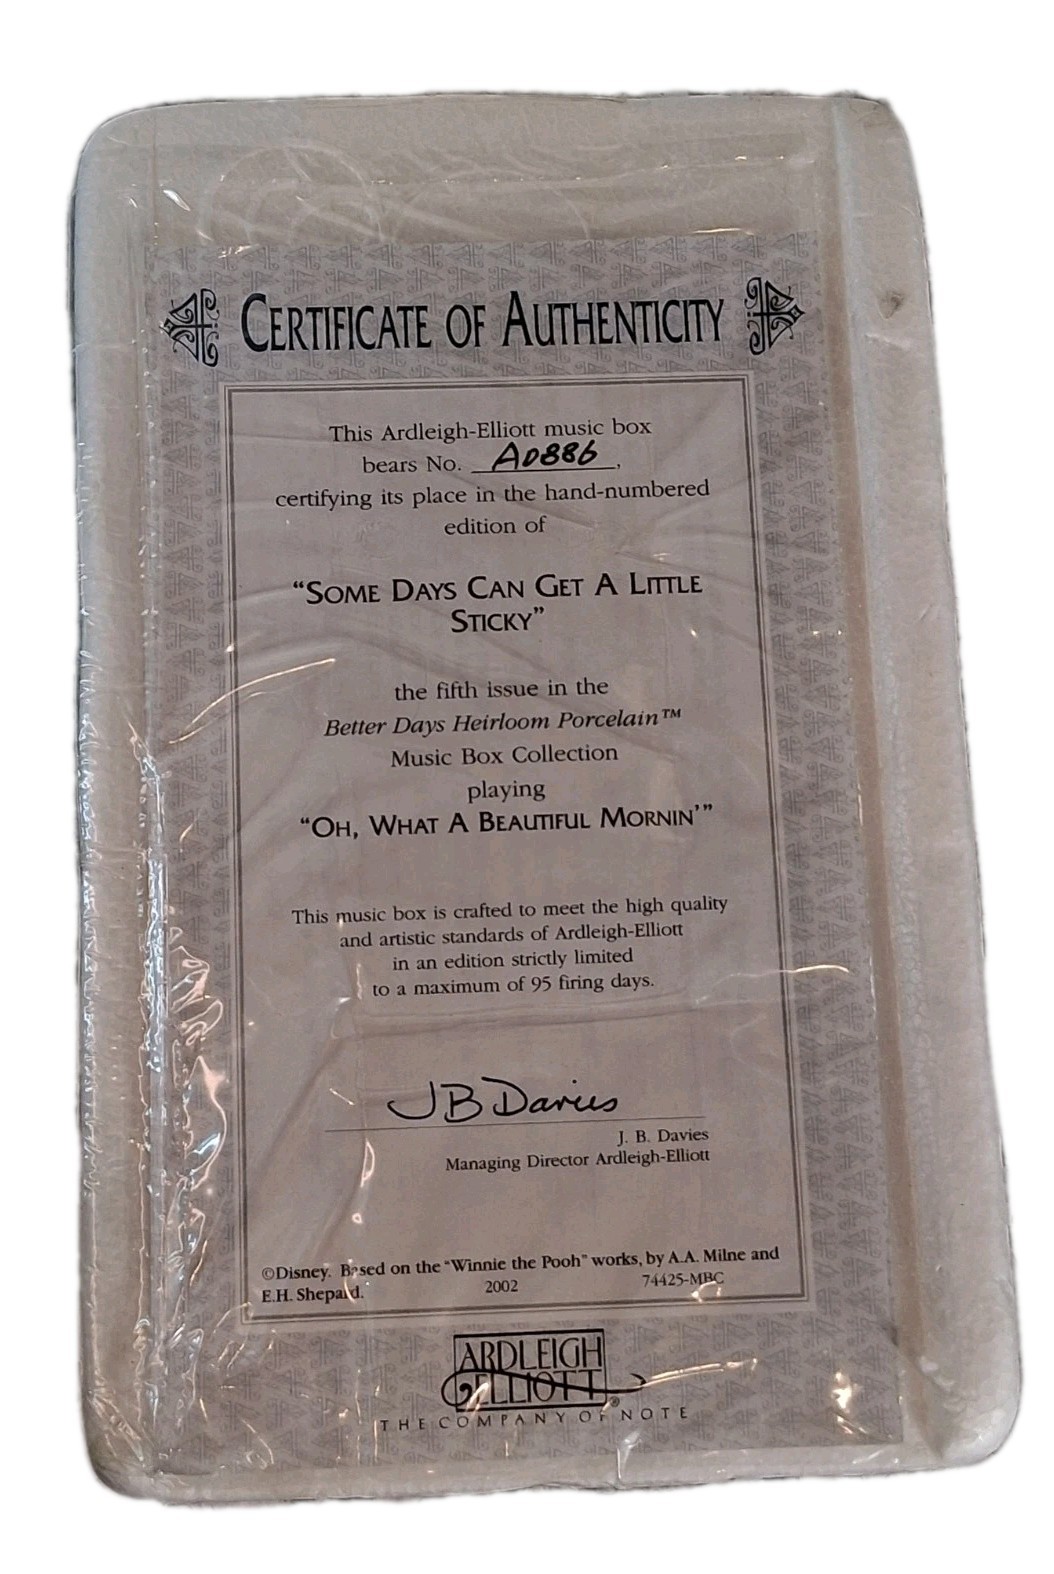 CERTIFICATE OF AUTHENTICITY
This Ardleigh-Elliott music box
bears No. A0886,
certifying its place in the hand-numbered
edition of
"SOME DAYS CAN GET A LITTLE
STICKY"
the fifth issue in the
Better Days Heirloom Porcelain™
Music Box Collection
playing
"OH, WHAT A BEAUTIFUL MORNIN'"
This music box is crafted to meet the high quality
and artistic standards of Ardleigh-Elliott
in an edition strictly limited
to a maximum of 95 firing days.
JB Davies
J. B. Davies
Managing Director Ardleigh-Elliott
©Disney. Based on the "Winnie the Pooh" works, by A.A. Milne and
E.H. Shepard. 2002 74425-MBC
ARDLEIGH
ELLIOTT®
THE COMPANY OF NOTE